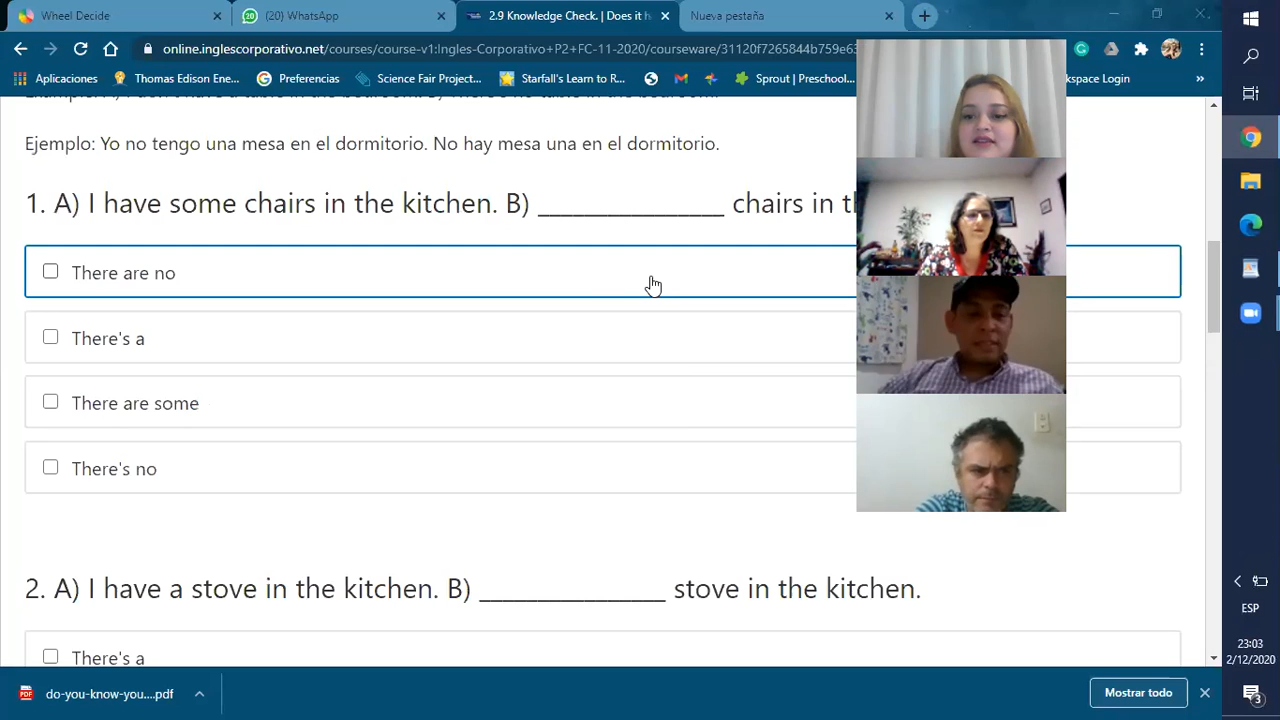 Wheel Decide
(20) WhatsApp
2.9 Knowledge Check. | Does it h
Nueva pestaña
online.inglescorporativo.net/courses/course-v1:Ingles-Corporativo+P2+FC-11-2020/courseware/31120f7265844b759e63
Aplicaciones
Thomas Edison Ene...
Preferencias
Science Fair Project...
Starfall's Learn to R...
Sprout | Preschool...
kspace Login
»
Ejemplo: Yo no tengo una mesa en el dormitorio. No hay mesa una en el dormitorio.
1. A) I have some chairs in the kitchen. B) ________________ chairs in th
There are no
There's a
There are some
There's no
2. A) I have a stove in the kitchen. B) ________________ stove in the kitchen.
There's a
ESP
23:03
2/12/2020
3
do-you-know-you....pdf
Mostrar todo